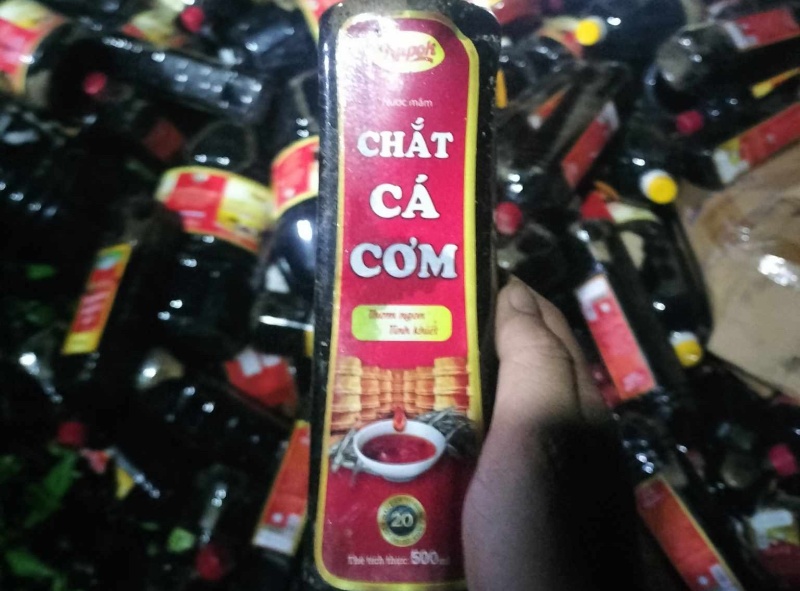 Nước mắm
CHẮT
CÁ
CƠM
Thơm ngon
Tinh khiết
20
Thể tích thực 500ml